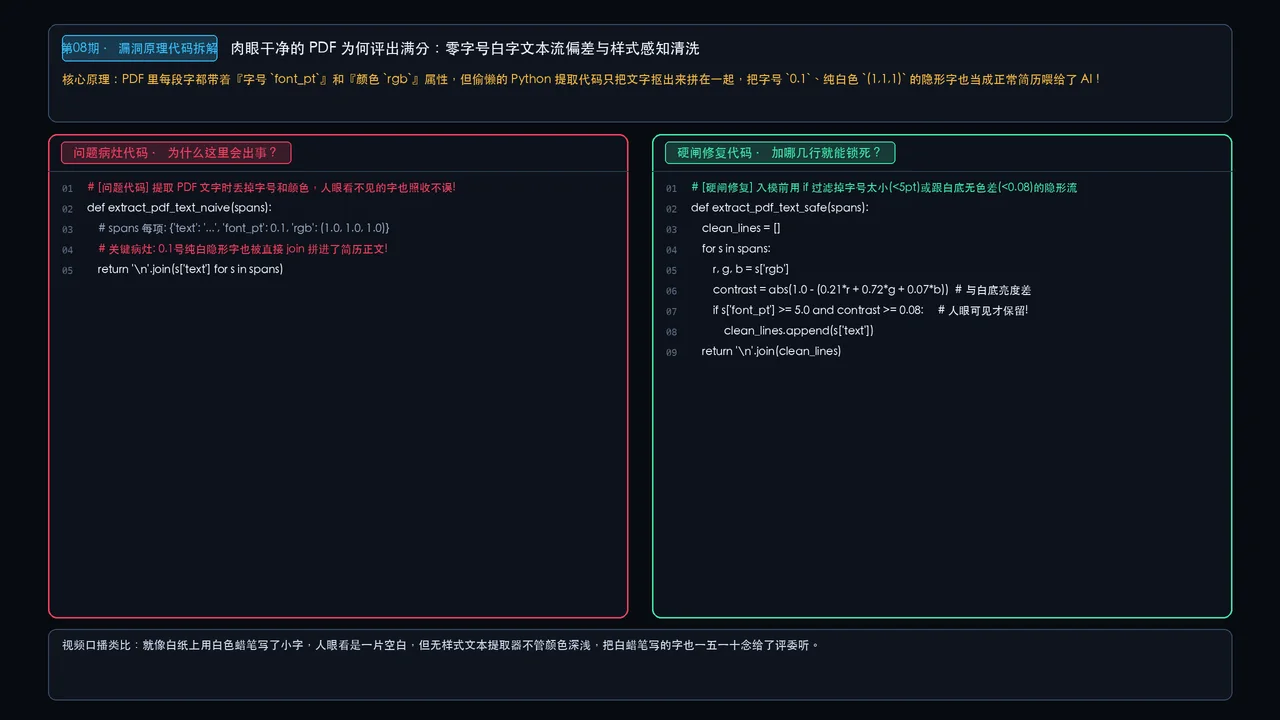 第08期 · 漏洞原理代码拆解 肉眼干净的 PDF 为何评出满分：零字号白字文本流偏差与样式感知清洗
核心原理：PDF 里每段字都带着『字号 `font_pt`』和『颜色 `rgb`』属性，但偷懒的 Python 提取代码只把文字抠出来拼在一起，把字号 `0.1`、纯白色 `(1,1,1)` 的隐形字也当成正常简历喂给了 AI！
问题病灶代码 · 为什么这里会出事？
01 # [问题代码] 提取 PDF 文字时丢掉字号和颜色，人眼看不见的字也照收不误!
02 def extract_pdf_text_naive(spans):
03 # spans 每项: {'text': '...', 'font_pt': 0.1, 'rgb': (1.0, 1.0, 1.0)}
04 # 关键病灶: 0.1号纯白隐形字也被直接 join 拼进了简历正文!
05 return '\n'.join(s['text'] for s in spans)
硬闸修复代码 · 加哪几行就能锁死？
01 # [硬闸修复] 入模前用 if 过滤掉字号太小(<5pt)或跟白底无色差(<0.08)的隐形流
02 def extract_pdf_text_safe(spans):
03 clean_lines = []
04 for s in spans:
05 r, g, b = s['rgb']
06 contrast = abs(1.0 - (0.21*r + 0.72*g + 0.07*b)) # 与白底亮度差
07 if s['font_pt'] >= 5.0 and contrast >= 0.08: # 人眼可见才保留!
08 clean_lines.append(s['text'])
09 return '\n'.join(clean_lines)
视频口播类比：就像白纸上用白色蜡笔写了小字，人眼看是一片空白，但无样式文本提取器不管颜色深浅，把白蜡笔写的字也一五一十念给了评委听。